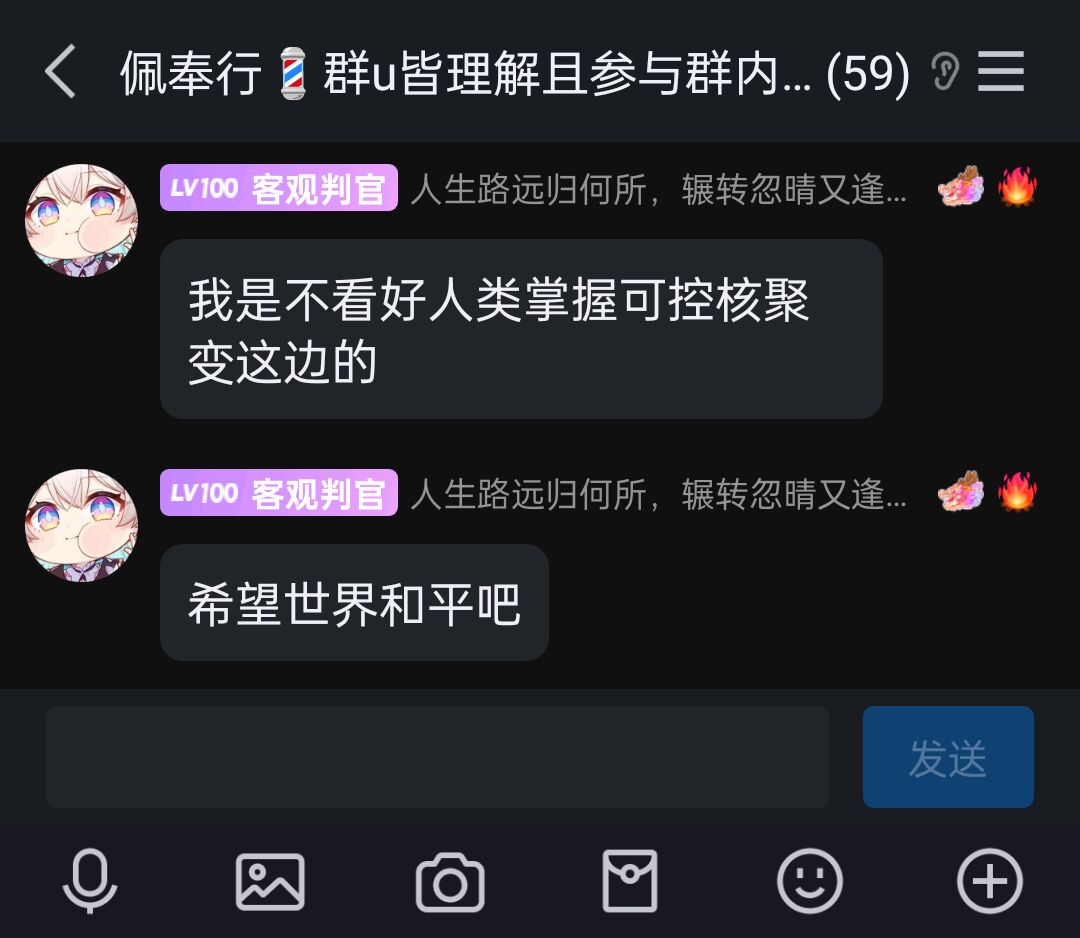 佩奉行💈群u皆理解且参与群内... (59)
LV100 客观判官 人生路远归何所，辗转忽晴又逢...
我是不看好人类掌握可控核聚
变这边的
LV100 客观判官 人生路远归何所，辗转忽晴又逢...
希望世界和平吧
发送